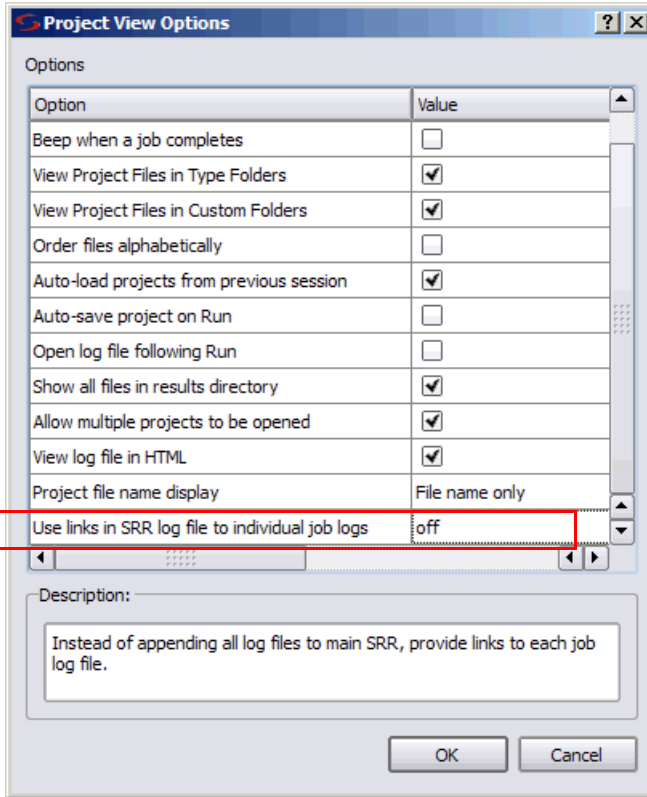 Project View Options
Options
Option Value
Beep when a job completes
View Project Files in Type Folders
View Project Files in Custom Folders
Order files alphabetically
Auto-load projects from previous session
Auto-save project on Run
Open log file following Run
Show all files in results directory
Allow multiple projects to be opened
View log file in HTML
Project file name display File name only
Use links in SRR log file to individual job logs off
Description:
Instead of appending all log files to main SRR, provide links to each job
log file.
OK Cancel